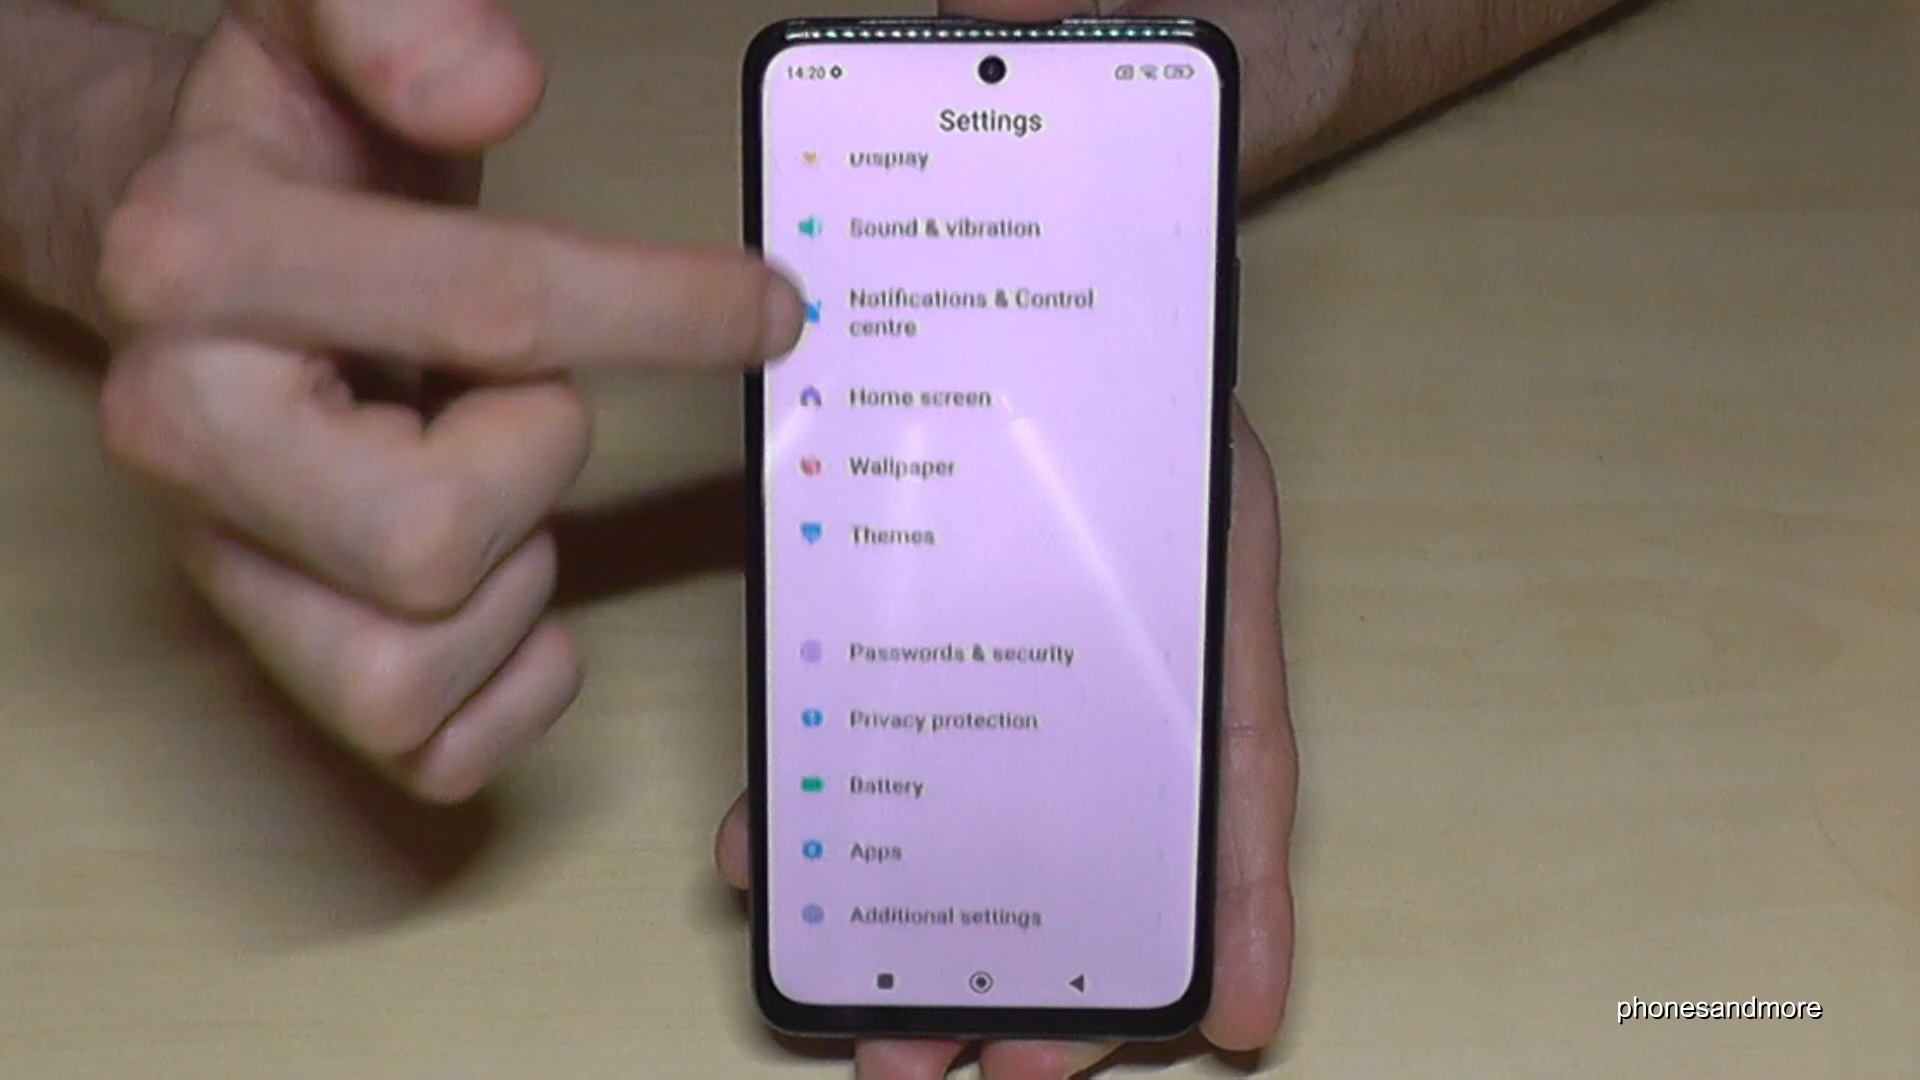 14:20
Settings
Display
Sound & vibration
Notifications & Control
centre
Home screen
Wallpaper
Themes
Passwords & security
Privacy protection
Battery
Apps
Additional settings
phonesandmore